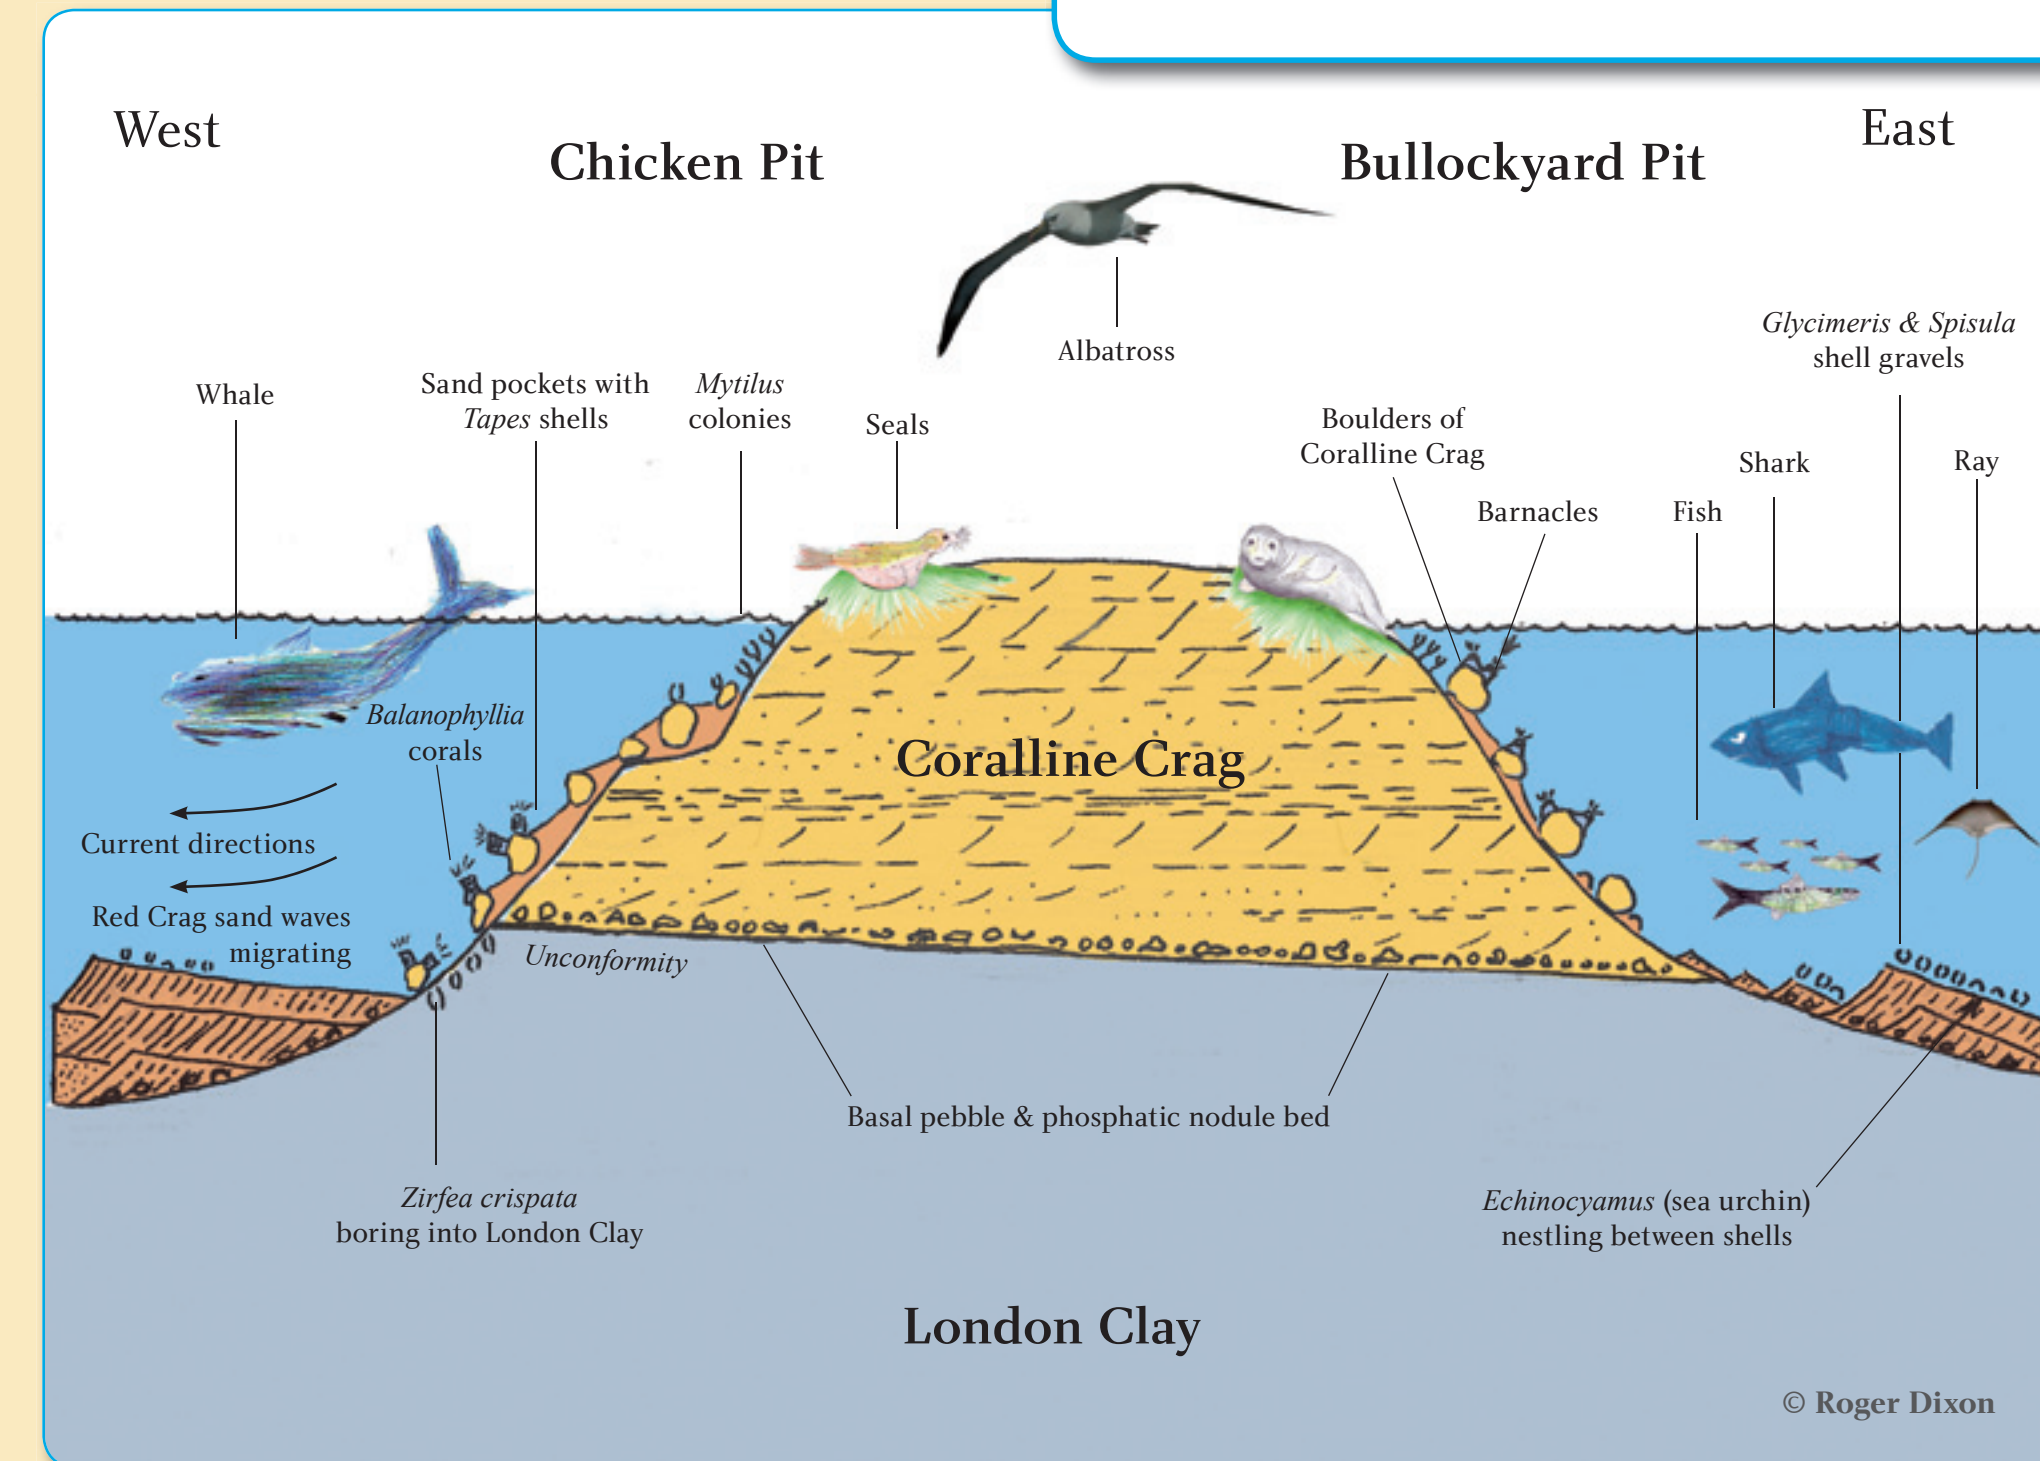 West
East
Chicken Pit
Bullockyard Pit
Albatross
Glycimeris & Spisula
shell gravels
Whale
Sand pockets with
Tapes shells
Mytilus
colonies
Seals
Boulders of
Coralline Crag
Barnacles
Fish
Shark
Ray
Balanophyllia
corals
Coralline Crag
Current directions
Red Crag sand waves
migrating
Unconformity
Basal pebble & phosphatic nodule bed
Zirfea crispata
boring into London Clay
Echinocyamus (sea urchin)
nestling between shells
London Clay
© Roger Dixon